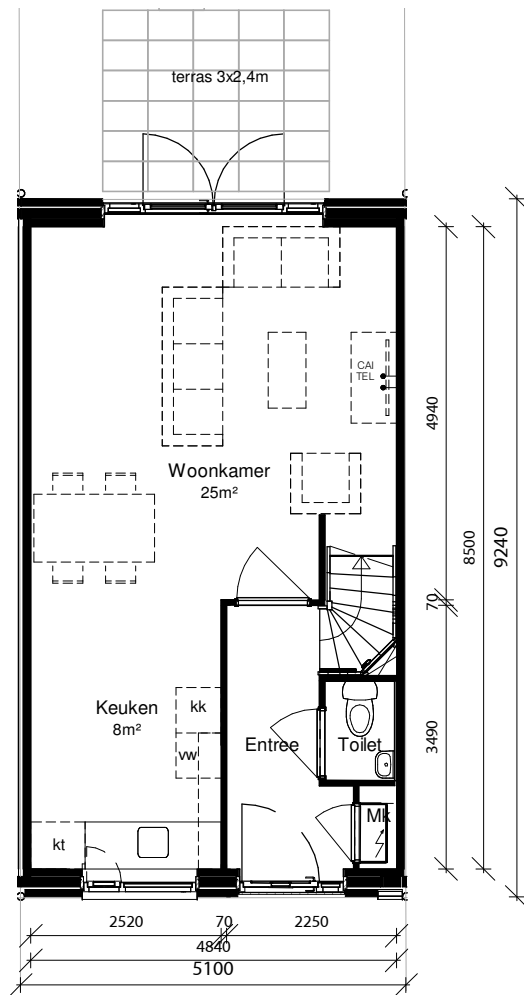 terras 3x2,4m
CAI
TEL
Woonkamer
25m²
4940
8500
9240
70
Keuken
8m²
kk
vw
Entree
Toilet
3490
Mk
kt
2520
70
2250
4840
5100